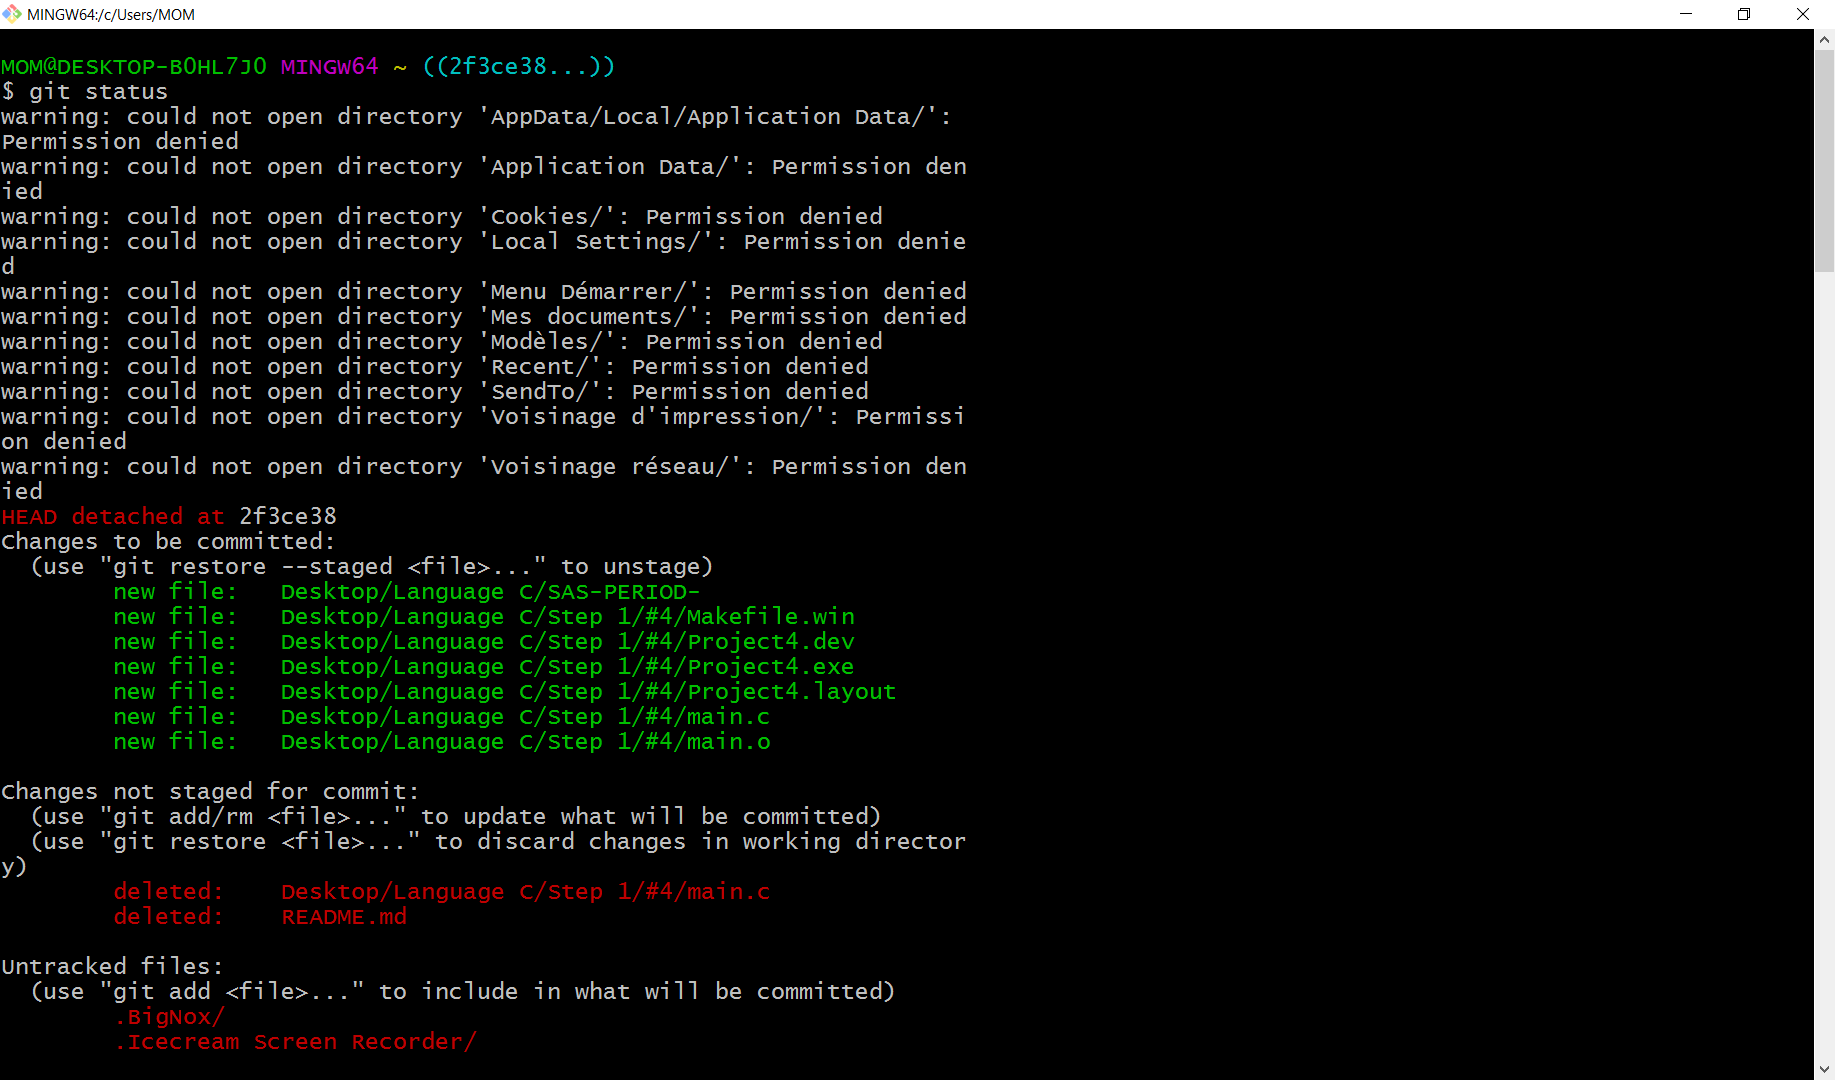 MINGW64:/c/Users/MOM
MOM@DESKTOP-B0HL7J0 MINGW64 ~ ((2f3ce38...))
$ git status
warning: could not open directory 'AppData/Local/Application Data/':
Permission denied
warning: could not open directory 'Application Data/': Permission den
ied
warning: could not open directory 'Cookies/': Permission denied
warning: could not open directory 'Local Settings/': Permission denie
d
warning: could not open directory 'Menu Démarrer/': Permission denied
warning: could not open directory 'Mes documents/': Permission denied
warning: could not open directory 'Modèles/': Permission denied
warning: could not open directory 'Recent/': Permission denied
warning: could not open directory 'SendTo/': Permission denied
warning: could not open directory 'Voisinage d'impression/': Permissi
on denied
warning: could not open directory 'Voisinage réseau/': Permission den
ied
HEAD detached at 2f3ce38
Changes to be committed:
  (use "git restore --staged <file>..." to unstage)
        new file:   Desktop/Language C/SAS-PERIOD-
        new file:   Desktop/Language C/Step 1/#4/Makefile.win
        new file:   Desktop/Language C/Step 1/#4/Project4.dev
        new file:   Desktop/Language C/Step 1/#4/Project4.exe
        new file:   Desktop/Language C/Step 1/#4/Project4.layout
        new file:   Desktop/Language C/Step 1/#4/main.c
        new file:   Desktop/Language C/Step 1/#4/main.o
Changes not staged for commit:
  (use "git add/rm <file>..." to update what will be committed)
  (use "git restore <file>..." to discard changes in working director
y)
        deleted:    Desktop/Language C/Step 1/#4/main.c
        deleted:    README.md
Untracked files:
  (use "git add <file>..." to include in what will be committed)
        .BigNox/
        .Icecream Screen Recorder/